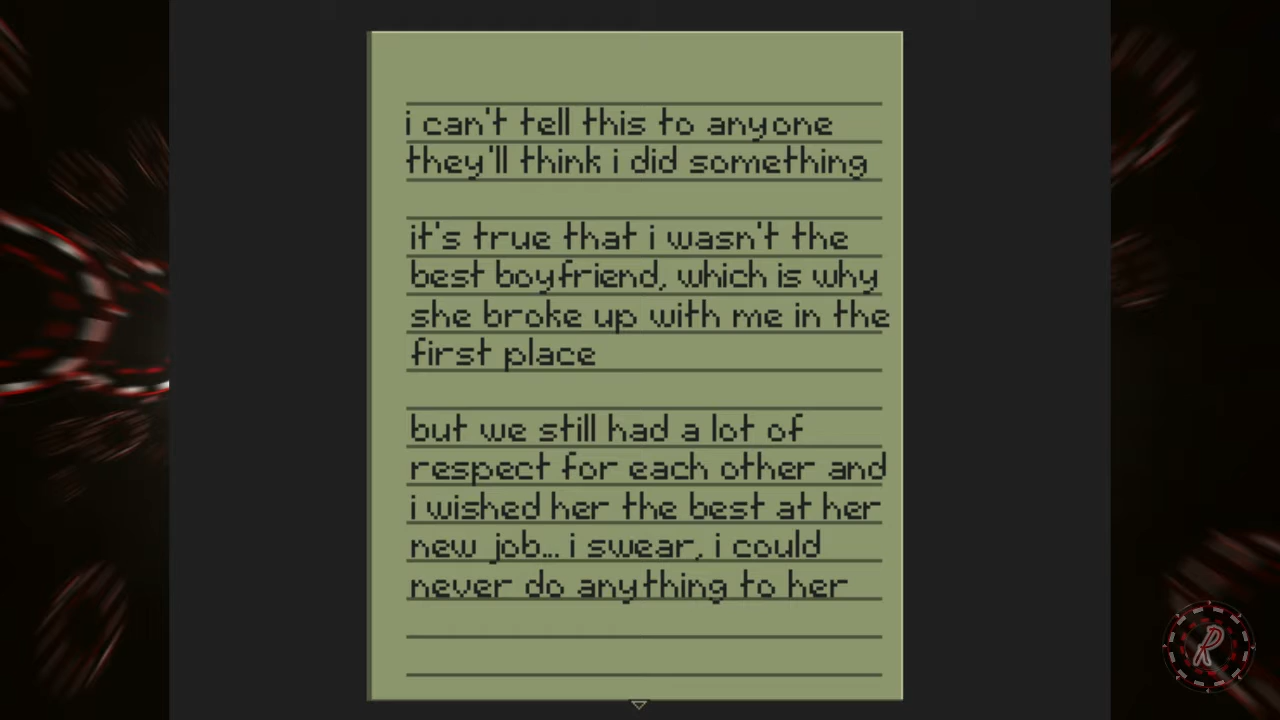 i can't tell this to anyone
they'll think i did something
it's true that i wasn't the
best boyfriend, which is why
she broke up with me in the
first place
but we still had a lot of
respect for each other and
i wished her the best at her
new job... i swear, i could
never do anything to her
R